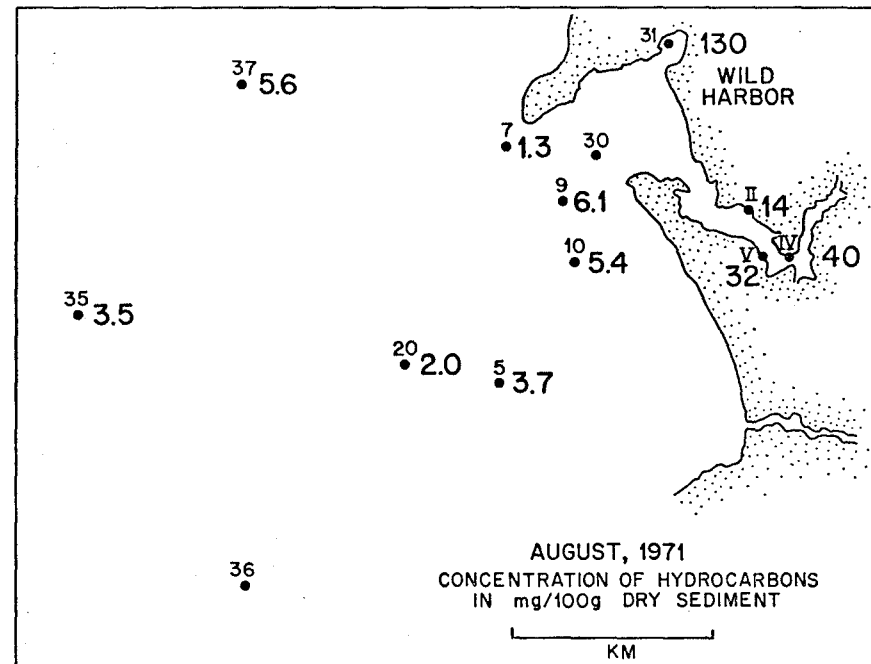 31
130
WILD
HARBOR
37
5.6
7
1.3
30
9
6.1
II
14
10
5.4
V
32
IV
40
35
3.5
20
2.0
5
3.7
36
AUGUST, 1971
CONCENTRATION OF HYDROCARBONS
IN mg/100g DRY SEDIMENT
KM